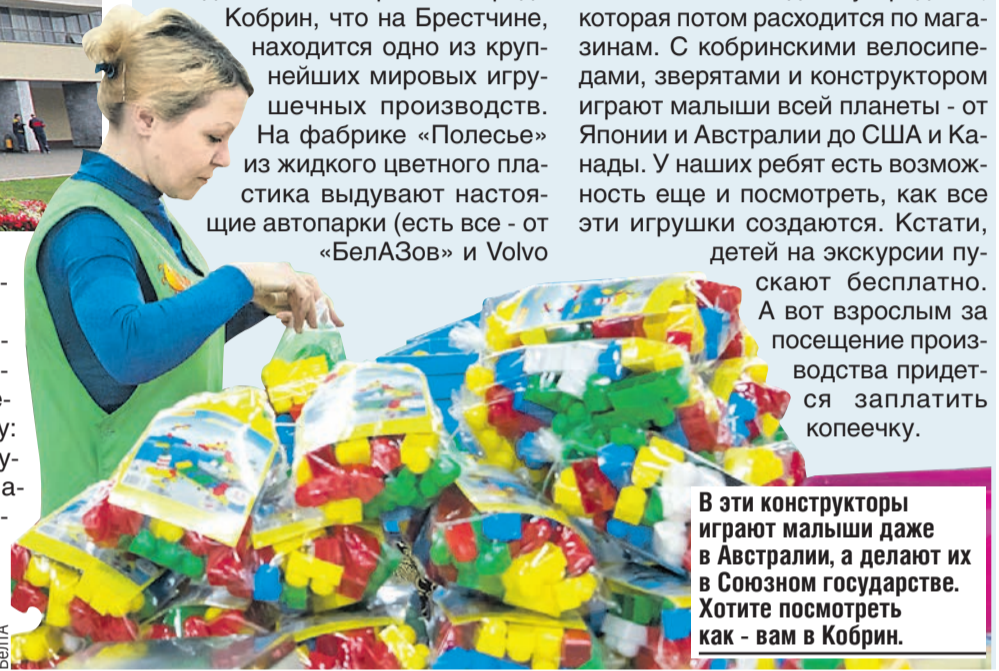 Кобрин, что на Брестчине,
находится одно из круп-
нейших мировых игру-
шечных производств.
На фабрике «Полесье»
из жидкого цветного пла-
стика выдувают настоя-
щие автопарки (есть все - от
«БелАЗов» и Volvo
которая потом расходится по мага-
зинам. С кобринскими велосипе-
дами, зверятами и конструктором
играют малыши всей планеты - от
Японии и Австралии до США и Ка-
нады. У наших ребят есть возмож-
ность еще и посмотреть, как все
эти игрушки создаются. Кстати,
детей на экскурсии пу-
скают бесплатно.
А вот взрослым за
посещение произ-
водства придет-
ся заплатить
копеечку.
В эти конструкторы
играют малыши даже
в Австралии, а делают их
в Союзном государстве.
Хотите посмотреть
как - вам в Кобрин.
БелТА